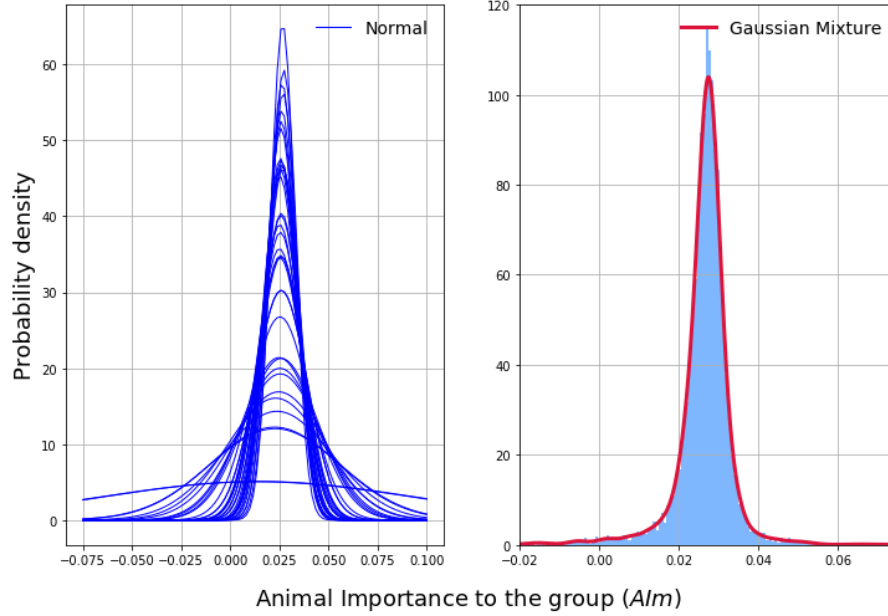 Normal
Probability density
60
50
40
30
20
10
0
−0.075 −0.050 −0.025 0.000 0.025 0.050 0.075 0.100
Gaussian Mixture
120
100
80
60
40
20
0
−0.02 0.00 0.02 0.04 0.06
Animal Importance to the group (AIm)